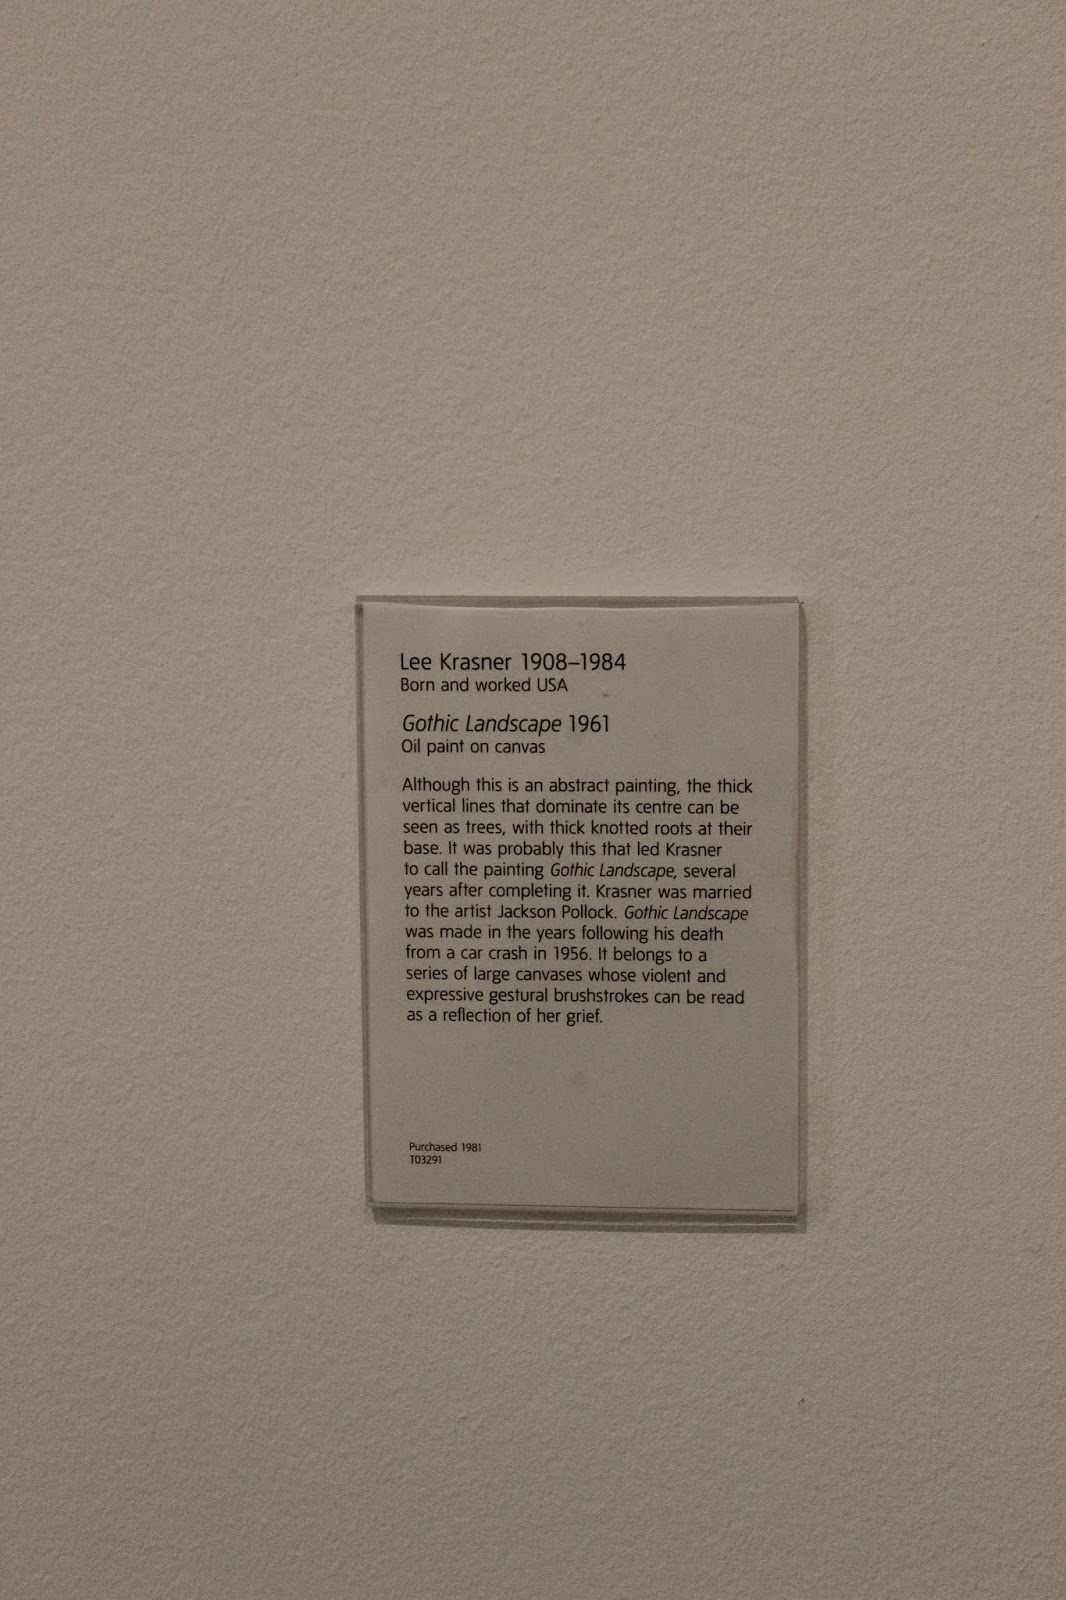 Lee Krasner 1908–1984
Born and worked USA
Gothic Landscape 1961
Oil paint on canvas
Although this is an abstract painting, the thick
vertical lines that dominate its centre can be
seen as trees, with thick knotted roots at their
base. It was probably this that led Krasner
to call the painting Gothic Landscape, several
years after completing it. Krasner was married
to the artist Jackson Pollock. Gothic Landscape
was made in the years following his death
from a car crash in 1956. It belongs to a
series of large canvases whose violent and
expressive gestural brushstrokes can be read
as a reflection of her grief.
Purchased 1981
T03291